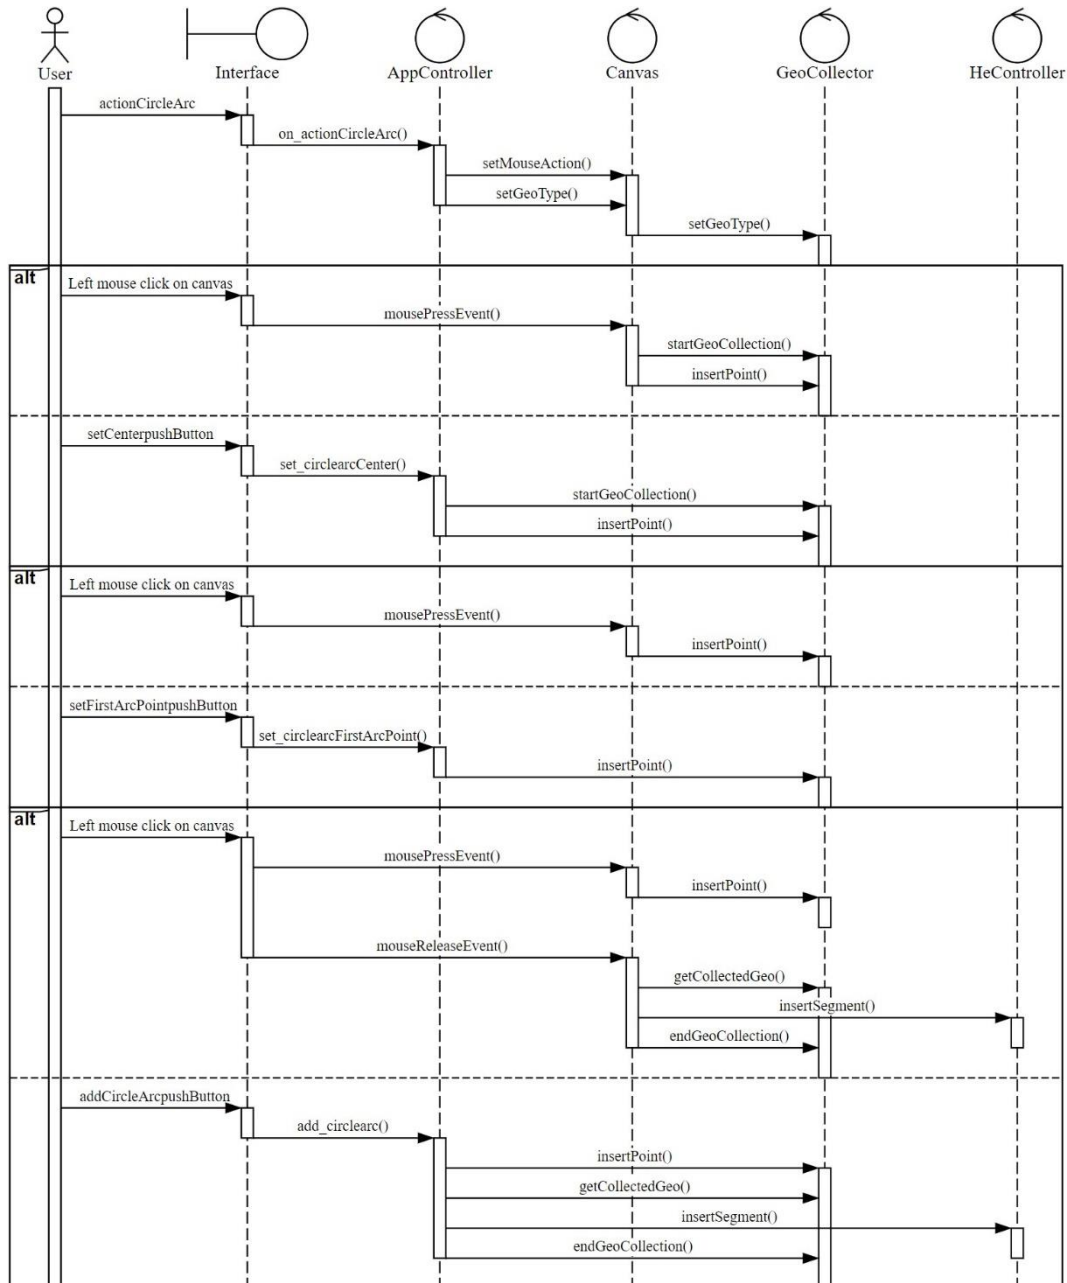 User
Interface
AppController
Canvas
GeoCollector
HeController
actionCircleArc
on_actionCircleArc()
setMouseAction()
setGeoType()
setGeoType()
alt
Left mouse click on canvas
mousePressEvent()
startGeoCollection()
insertPoint()
setCenterpushButton
set_circlearcCenter()
startGeoCollection()
insertPoint()
alt
Left mouse click on canvas
mousePressEvent()
insertPoint()
setFirstArcPointpushButton
set_circlearcFirstArcPoint()
insertPoint()
alt
Left mouse click on canvas
mousePressEvent()
insertPoint()
mouseReleaseEvent()
getCollectedGeo()
insertSegment()
endGeoCollection()
addCircleArcpushButton
add_circlearc()
insertPoint()
getCollectedGeo()
insertSegment()
endGeoCollection()